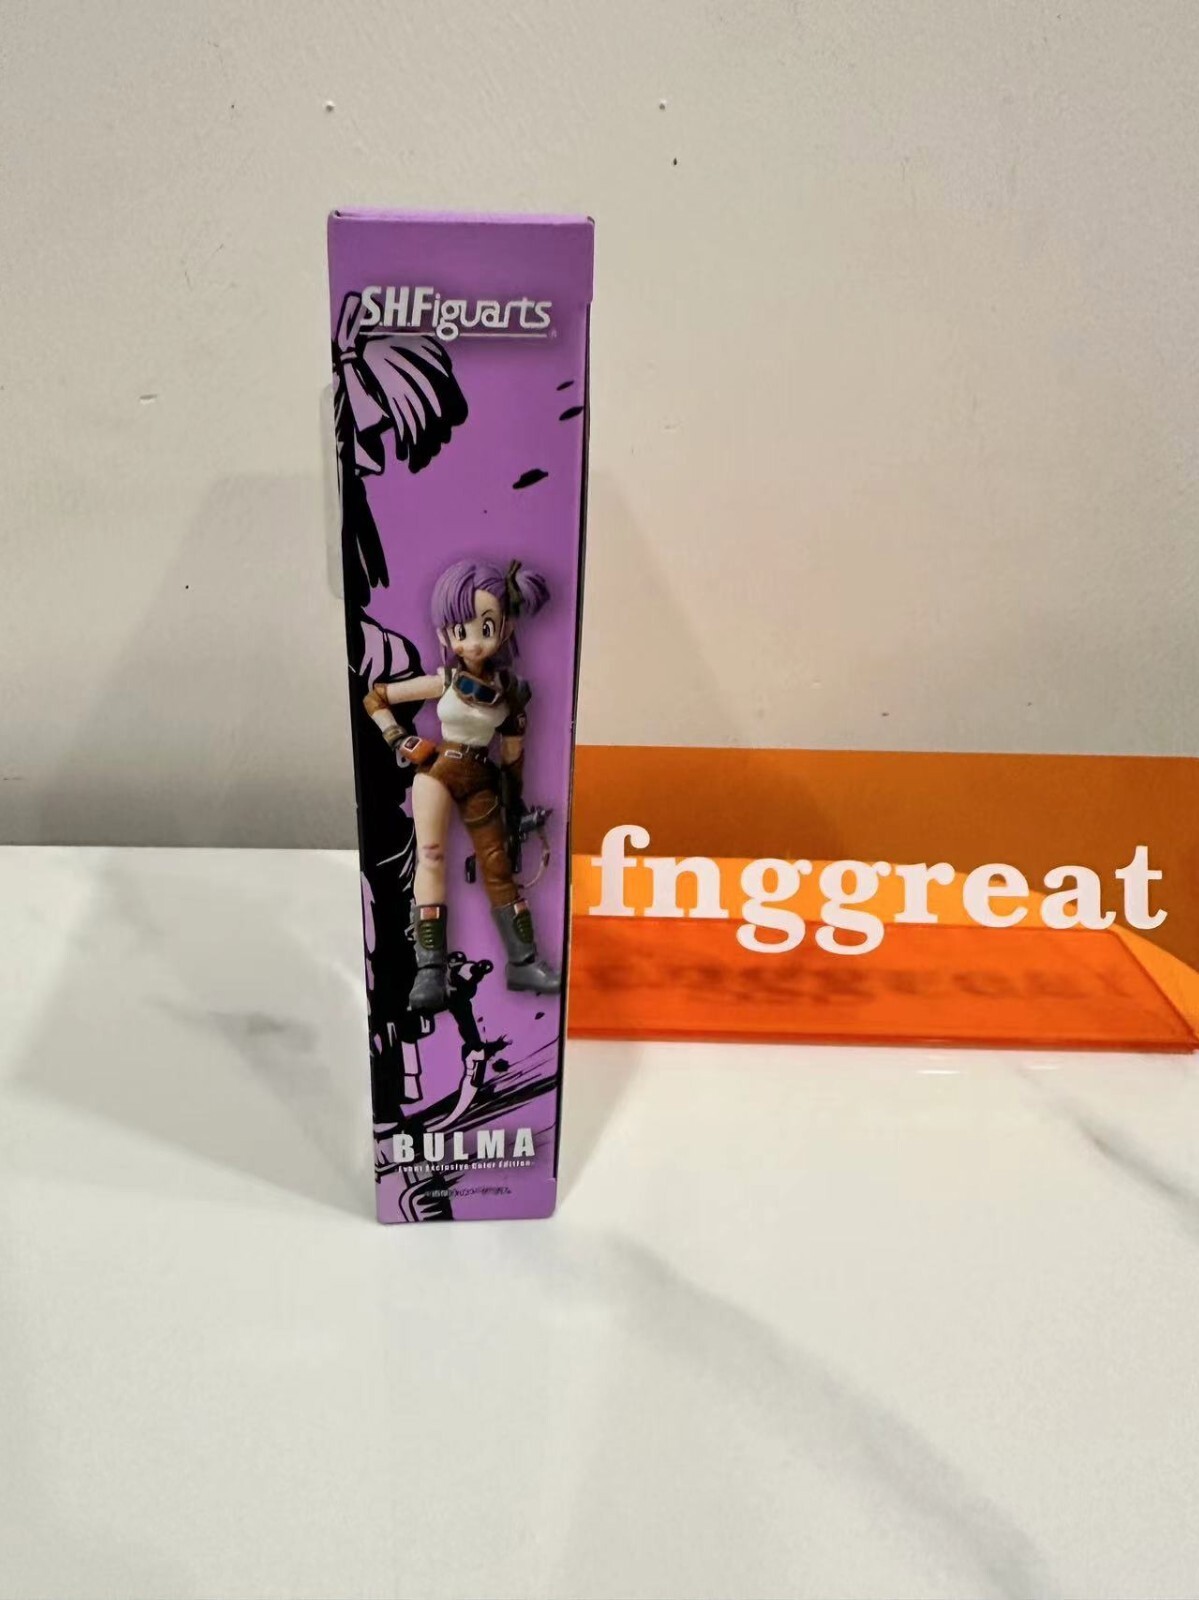 S.H.Figuarts
fnggreat
BULMA
-Event Exclusive Color Edition-